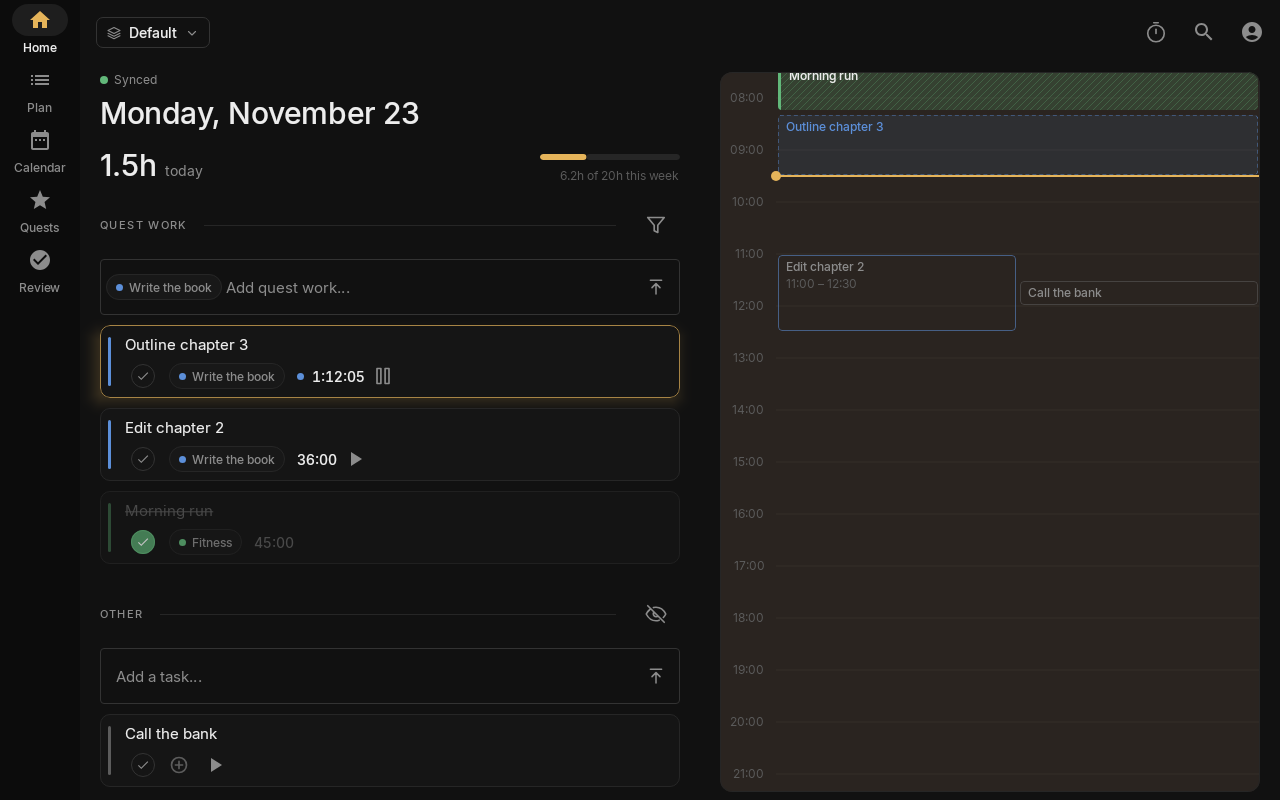 Home
Plan
Calendar
Quests
Review
Default
Synced
Monday, November 23
1.5h today
6.2h of 20h this week
QUEST WORK
Write the book Add quest work...
Outline chapter 3
Write the book 1:12:05
Edit chapter 2
Write the book 36:00
Morning run
Fitness 45:00
OTHER
Add a task...
Call the bank
Morning run
08:00
Outline chapter 3
09:00
10:00
11:00
Edit chapter 2
11:00 – 12:30
Call the bank
12:00
13:00
14:00
15:00
16:00
17:00
18:00
19:00
20:00
21:00